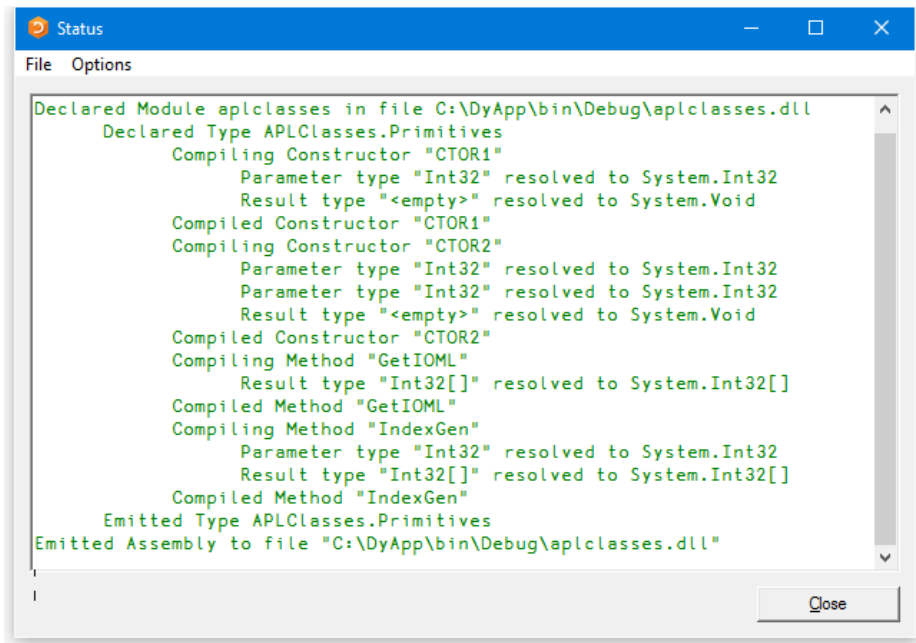 Status
File Options
Declared Module aplclasses in file C:\DyApp\bin\Debug\aplclasses.dll
Declared Type APLClasses.Primitives
Compiling Constructor "CTOR1"
Parameter type "Int32" resolved to System.Int32
Result type "<empty>" resolved to System.Void
Compiled Constructor "CTOR1"
Compiling Constructor "CTOR2"
Parameter type "Int32" resolved to System.Int32
Parameter type "Int32" resolved to System.Int32
Result type "<empty>" resolved to System.Void
Compiled Constructor "CTOR2"
Compiling Method "GetIOML"
Result type "Int32[]" resolved to System.Int32[]
Compiled Method "GetIOML"
Compiling Method "IndexGen"
Parameter type "Int32" resolved to System.Int32
Result type "Int32[]" resolved to System.Int32[]
Compiled Method "IndexGen"
Emitted Type APLClasses.Primitives
Emitted Assembly to file "C:\DyApp\bin\Debug\aplclasses.dll"
Close